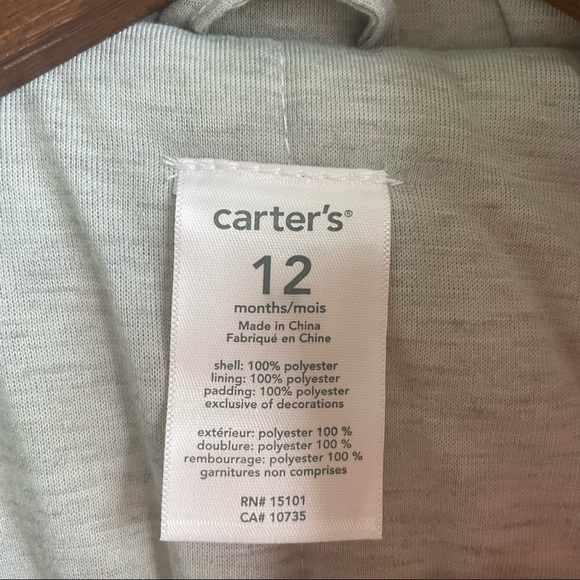 carter's®
12
months/mois
Made in China
Fabriqué en Chine
shell: 100% polyester
lining: 100% polyester
padding: 100% polyester
exclusive of decorations
extérieur: polyester 100 %
doublure: polyester 100 %
rembourrage: polyester 100 %
garnitures non comprises
RN# 15101
CA# 10735